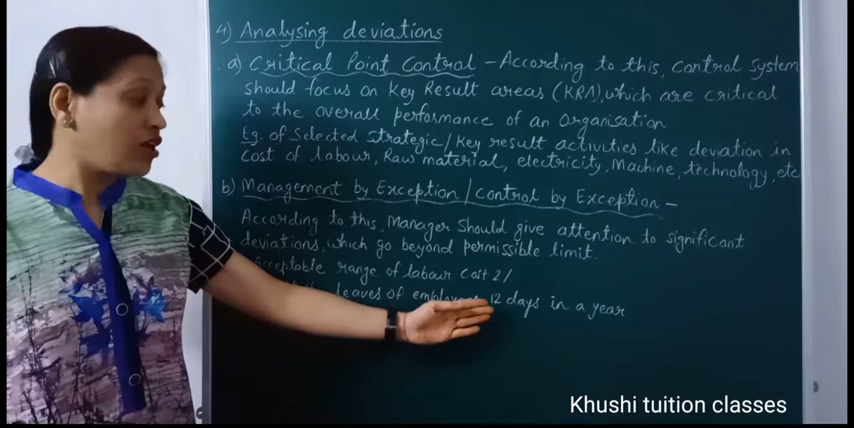 4) Analysing deviations
a) Critical Point Control - According to this, Control System
should focus on Key Result areas (KRA), which are critical
to the overall performance of an Organisation
Eg. of Selected Strategic/Key result activities like deviation in
Cost of labour, Raw material, electricity, Machine, technology, etc
b) Management by Exception / Control by Exception -
According to this, Manager Should give attention to significant
deviations, which go beyond permissible limit.
Acceptable range of labour Cost 2/
leaves of 12 days in a year
Khushi tuition classes